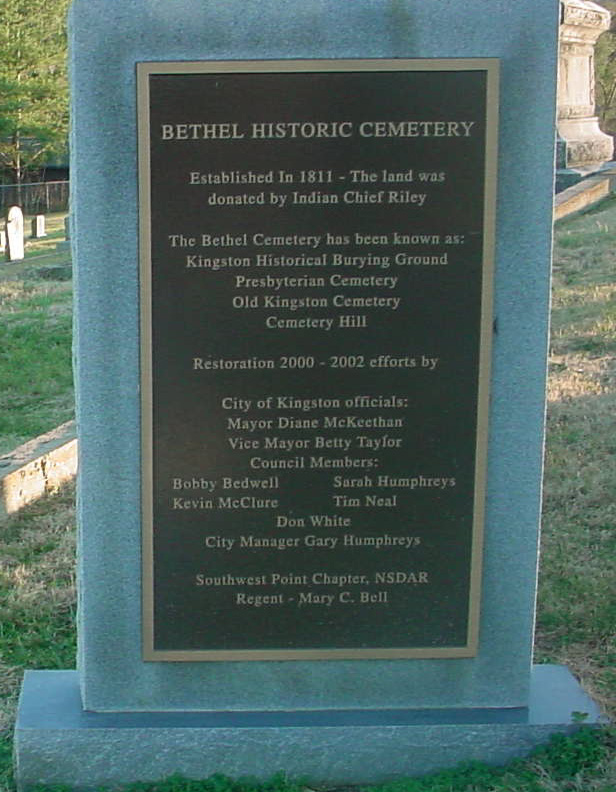 BETHEL HISTORIC CEMETERY
Established In 1811 - The land was
donated by Indian Chief Riley
The Bethel Cemetery has been known as:
Kingston Historical Burying Ground
Presbyterian Cemetery
Old Kingston Cemetery
Cemetery Hill
Restoration 2000 - 2002 efforts by
City of Kingston officials:
Mayor Diane McKeethan
Vice Mayor Betty Taylor
Council Members:
Bobby Bedwell Sarah Humphreys
Kevin McClure Tim Neal
Don White
City Manager Gary Humphreys
Southwest Point Chapter, NSDAR
Regent - Mary C. Bell